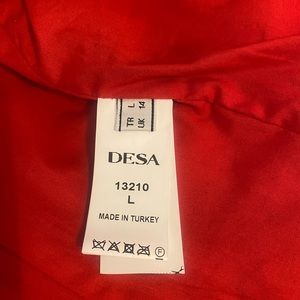 TR L
UK 14
DESA
13210
L
MADE IN TURKEY
F